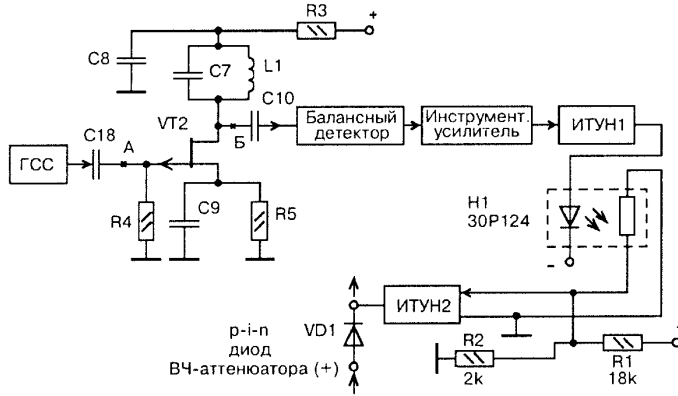 R3
+
C8
C7
L1
C10
VT2
C18
ГСС
А
Б
Балансный
детектор
Инструмент.
усилитель
ИТУН1
R4
C9
R5
H1
3ОР124
-
ИТУН2
p-i-n
диод
ВЧ-аттенюатора (+)
VD1
R2
2k
R1
18k